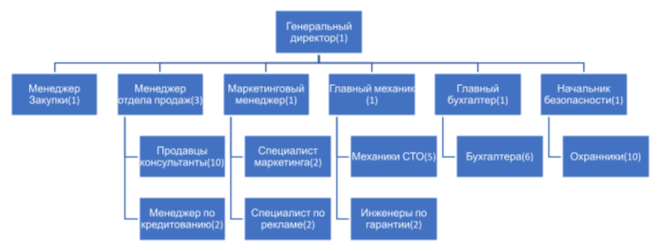 Генеральный
директор(1)
Менеджер
Закупки(1)
Менеджер
отдела продаж(3)
Маркетинговый
менеджер(1)
Главный механик
(1)
Главный
бухгалтер(1)
Начальник
безопасности(1)
Продавцы
консультанты(10)
Специалист
маркетинга(2)
Механики СТО(5)
Бухгалтера(6)
Охранники(10)
Менеджер по
кредитованию(2)
Специалист по
рекламе(2)
Инженеры по
гарантии(2)